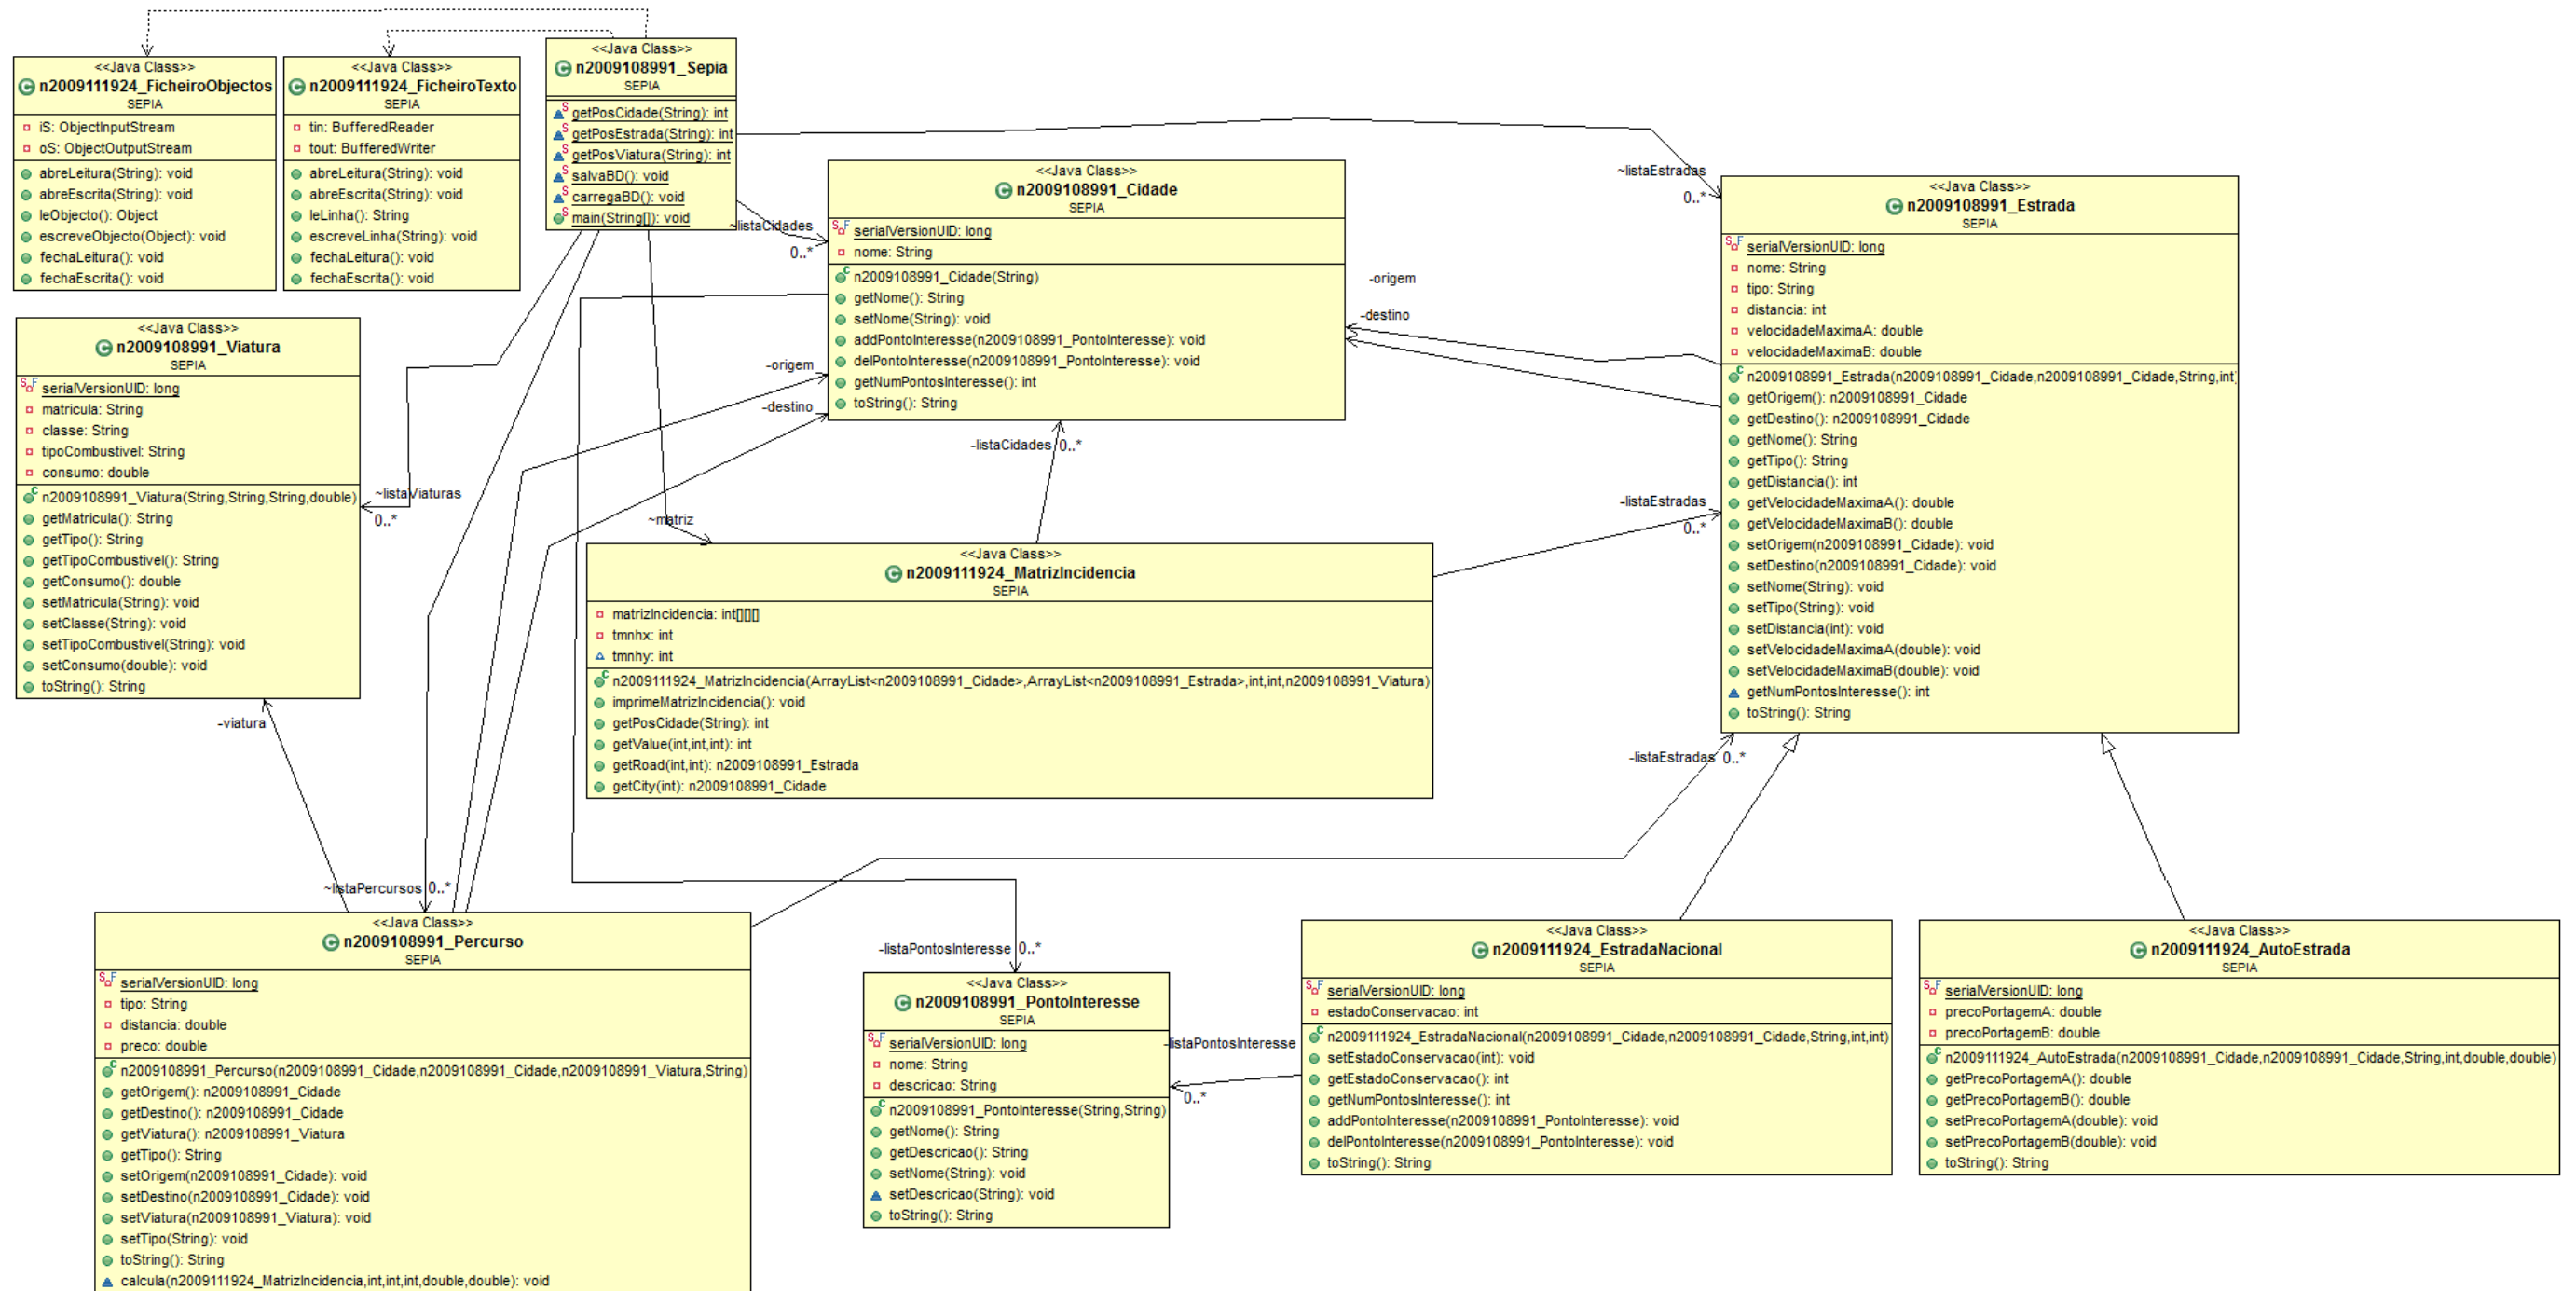 <<Java Class>>
n2009111924_FicheiroObjectos
SEPIA
iS: ObjectInputStream
oS: ObjectOutputStream
abreLeitura(String): void
abreEscrita(String): void
leObjecto(): Object
escreveObjecto(Object): void
fechaLeitura(): void
fechaEscrita(): void
<<Java Class>>
n2009111924_FicheiroTexto
SEPIA
tin: BufferedReader
tout: BufferedWriter
abreLeitura(String): void
abreEscrita(String): void
leLinha(): String
escreveLinha(String): void
fechaLeitura(): void
fechaEscrita(): void
<<Java Class>>
n2009108991_Sepia
SEPIA
getPosCidade(String): int
getPosEstrada(String): int
getPosViatura(String): int
salvaBD(): void
carregaBD(): void
main(String[]): void
~listaCidades
0..*
<<Java Class>>
n2009108991_Cidade
SEPIA
serialVersionUID: long
nome: String
n2009108991_Cidade(String)
getNome(): String
setNome(String): void
addPontoInteresse(n2009108991_PontoInteresse): void
delPontoInteresse(n2009108991_PontoInteresse): void
getNumPontosInteresse(): int
toString(): String
-origem
-destino
-origem
-destino
~listaEstradas
0..*
<<Java Class>>
n2009108991_Estrada
SEPIA
serialVersionUID: long
nome: String
tipo: String
distancia: int
velocidadeMaximaA: double
velocidadeMaximaB: double
n2009108991_Estrada(n2009108991_Cidade,n2009108991_Cidade,String,int)
getOrigem(): n2009108991_Cidade
getDestino(): n2009108991_Cidade
getNome(): String
getTipo(): String
getDistancia(): int
getVelocidadeMaximaA(): double
getVelocidadeMaximaB(): double
setOrigem(n2009108991_Cidade): void
setDestino(n2009108991_Cidade): void
setNome(String): void
setTipo(String): void
setDistancia(int): void
setVelocidadeMaximaA(double): void
setVelocidadeMaximaB(double): void
getNumPontosInteresse(): int
toString(): String
<<Java Class>>
n2009108991_Viatura
SEPIA
serialVersionUID: long
matricula: String
classe: String
tipoCombustivel: String
consumo: double
n2009108991_Viatura(String,String,String,double)
getMatricula(): String
getTipo(): String
getTipoCombustivel(): String
getConsumo(): double
setMatricula(String): void
setClasse(String): void
setTipoCombustivel(String): void
setConsumo(double): void
toString(): String
~listaViaturas
0..*
~matriz
-listaCidades 0..*
-listaEstradas
0..*
<<Java Class>>
n2009111924_MatrizIncidencia
SEPIA
matrizIncidencia: int[][][]
tmnhx: int
tmnhy: int
n2009111924_MatrizIncidencia(ArrayList<n2009108991_Cidade>,ArrayList<n2009108991_Estrada>,int,int,n2009108991_Viatura)
imprimeMatrizIncidencia(): void
getPosCidade(String): int
getValue(int,int,int): int
getRoad(int,int): n2009108991_Estrada
getCity(int): n2009108991_Cidade
-viatura
~listaPercursos 0..*
-listaEstradas 0..*
<<Java Class>>
n2009108991_Percurso
SEPIA
serialVersionUID: long
tipo: String
distancia: double
preco: double
n2009108991_Percurso(n2009108991_Cidade,n2009108991_Cidade,n2009108991_Viatura,String)
getOrigem(): n2009108991_Cidade
getDestino(): n2009108991_Cidade
getViatura(): n2009108991_Viatura
getTipo(): String
setOrigem(n2009108991_Cidade): void
setDestino(n2009108991_Cidade): void
setViatura(n2009108991_Viatura): void
setTipo(String): void
toString(): String
calcula(n2009111924_MatrizIncidencia,int,int,int,double,double): void
-listaPontosInteresse 0..*
<<Java Class>>
n2009108991_PontoInteresse
SEPIA
serialVersionUID: long
nome: String
descricao: String
n2009108991_PontoInteresse(String,String)
getNome(): String
getDescricao(): String
setNome(String): void
setDescricao(String): void
toString(): String
-listaPontosInteresse
0..*
<<Java Class>>
n2009111924_EstradaNacional
SEPIA
serialVersionUID: long
estadoConservacao: int
n2009111924_EstradaNacional(n2009108991_Cidade,n2009108991_Cidade,String,int,int)
setEstadoConservacao(int): void
getEstadoConservacao(): int
getNumPontosInteresse(): int
addPontoInteresse(n2009108991_PontoInteresse): void
delPontoInteresse(n2009108991_PontoInteresse): void
toString(): String
<<Java Class>>
n2009111924_AutoEstrada
SEPIA
serialVersionUID: long
precoPortagemA: double
precoPortagemB: double
n2009111924_AutoEstrada(n2009108991_Cidade,n2009108991_Cidade,String,int,double,double)
getPrecoPortagemA(): double
getPrecoPortagemB(): double
setPrecoPortagemA(double): void
setPrecoPortagemB(double): void
toString(): String